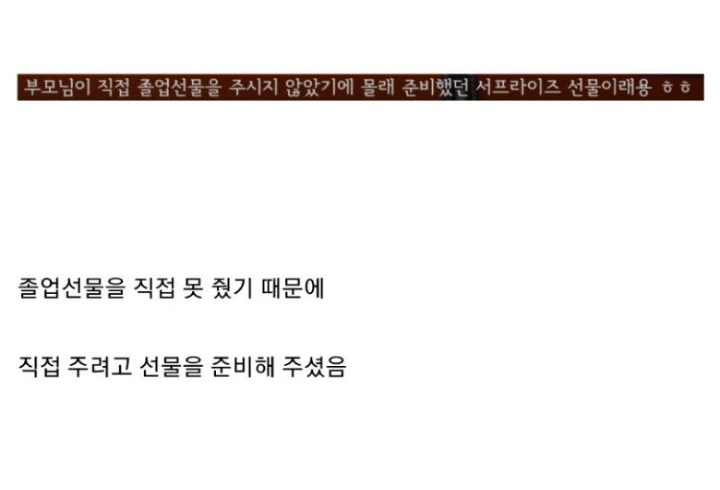 부모님이 직접 졸업선물을 주시지 않았기에 몰래 준비했던 서프라이즈 선물이래용 ㅎㅎ
졸업선물을 직접 못 줬기 때문에
직접 주려고 선물을 준비해 주셨음